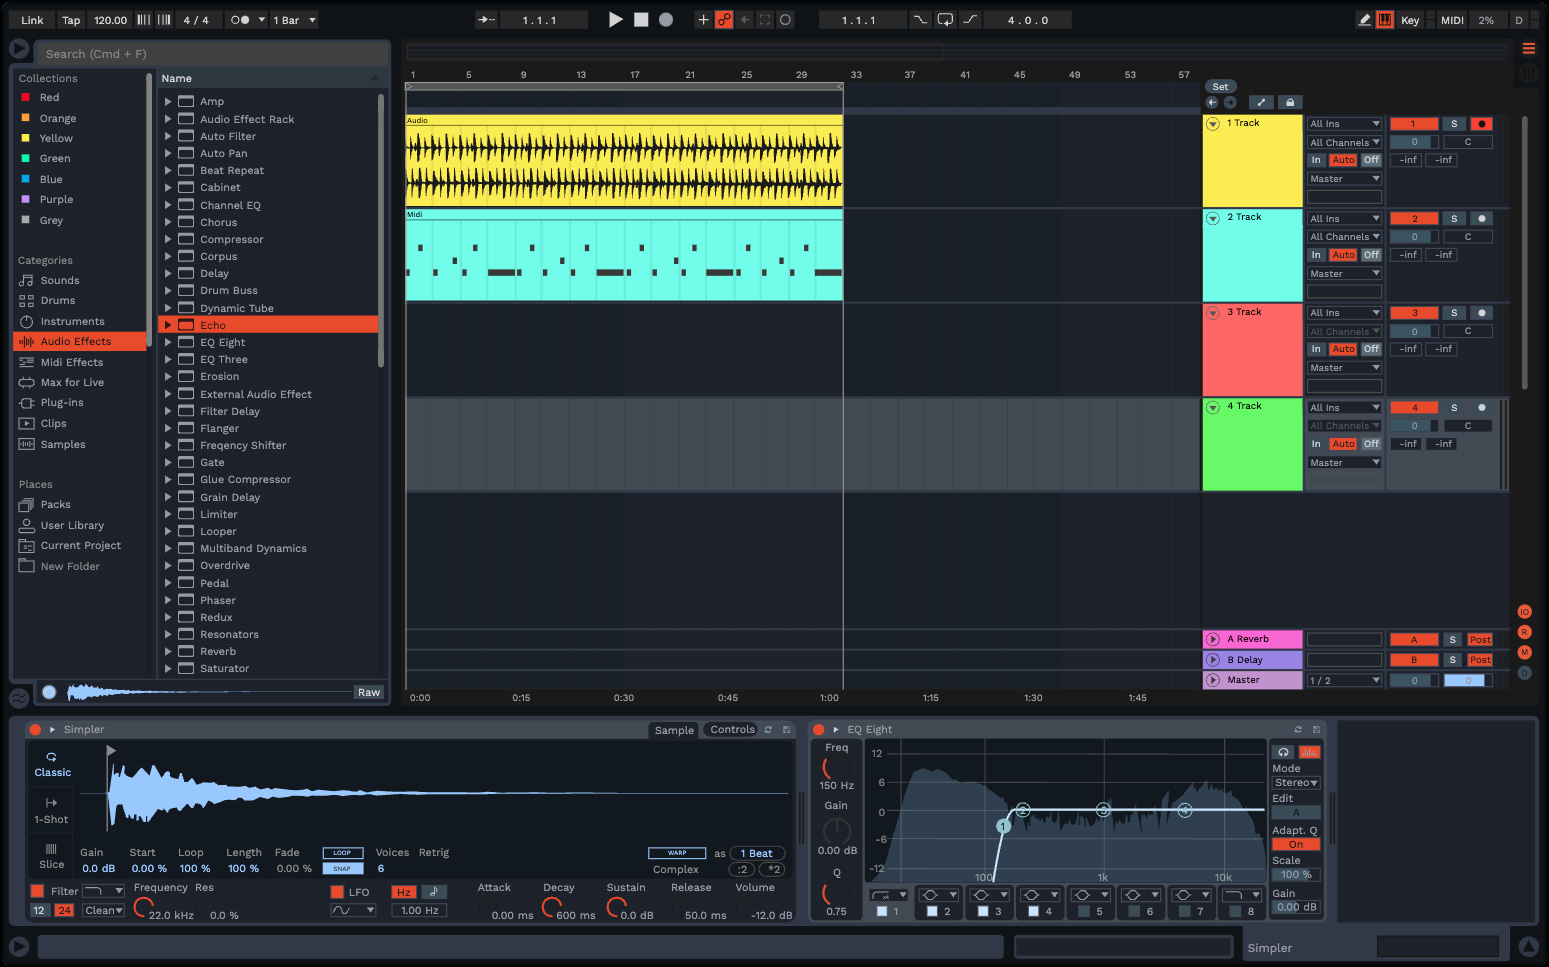 Link Tap 120.00 4 / 4 1 Bar 1. 1. 1 1. 1. 1 4. 0. 0 Key MIDI 2% D
Search (Cmd + F)
Collections
Red
Orange
Yellow
Green
Blue
Purple
Grey
Categories
Sounds
Drums
Instruments
Audio Effects
Midi Effects
Max for Live
Plug-ins
Clips
Samples
Places
Packs
User Library
Current Project
New Folder
Name
Amp
Audio Effect Rack
Auto Filter
Auto Pan
Beat Repeat
Cabinet
Channel EQ
Chorus
Compressor
Corpus
Delay
Drum Buss
Dynamic Tube
Echo
EQ Eight
EQ Three
Erosion
External Audio Effect
Filter Delay
Flanger
Freqency Shifter
Gate
Glue Compressor
Grain Delay
Limiter
Looper
Multiband Dynamics
Overdrive
Pedal
Phaser
Redux
Resonators
Reverb
Saturator
Raw
1 5 9 13 17 21 25 29 33 37 41 45 49 53 57
Set
Audio
Midi
1 Track All Ins 1 S
All Channels 0 C
In Auto Off -inf -inf
Master
2 Track All Ins 2 S
All Channels 0 C
In Auto Off -inf -inf
Master
3 Track All Ins 3 S
All Channels 0 C
In Auto Off -inf -inf
Master
4 Track All Ins 4 S
All Channels 0 C
In Auto Off -inf -inf
Master
A Reverb A S Post
B Delay B S Post
Master 1 / 2 0 0
IO
R
M
D
0:00 0:15 0:30 0:45 1:00 1:15 1:30 1:45
Simpler Sample Controls
Classic
1-Shot
Slice
Gain Start Loop Length Fade LOOP Voices Retrig WARP as 1 Beat
0.0 dB 0.00 % 100 % 100 % 0.00 % SNAP 6 Complex :2 *2
Filter Frequency Res LFO Hz Attack Decay Sustain Release Volume
12 24 Clean 22.0 kHz 0.0 % 1.00 Hz 0.00 ms 600 ms 0.0 dB 50.0 ms -12.0 dB
EQ Eight
Freq
150 Hz
Gain
0.00 dB
Q
0.75
12
6
0
-6
-12
1 2 3 4
100 1k 10k
x4
1 2 3 4 5 6 7 8
Mode
Stereo
Edit
A
Adapt. Q
On
Scale
100 %
Gain
0.00 dB
Simpler